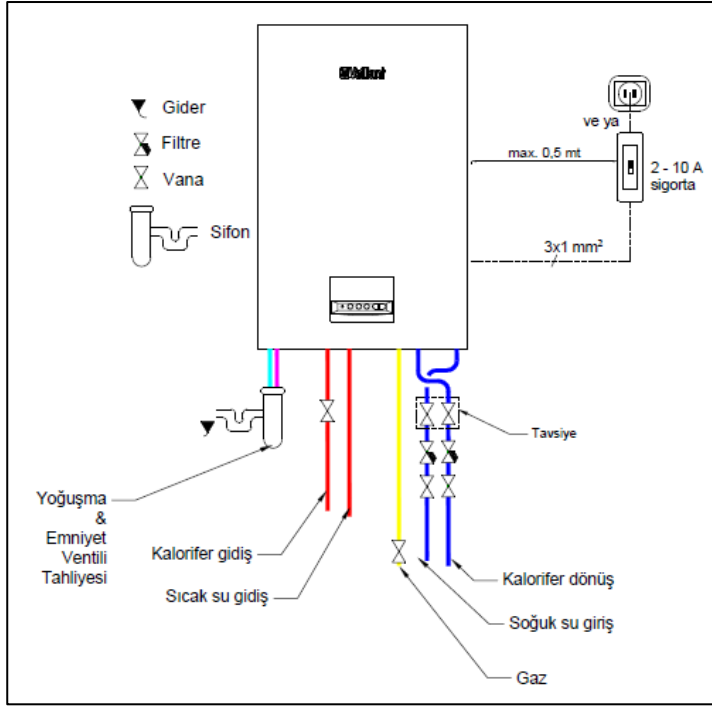 Vaillant
Gider
Filtre
Vana
Sifon
ve ya
max. 0,5 mt
2 - 10 A
sigorta
3x1 mm²
Tavsiye
Yoğuşma
&
Emniyet
Ventili
Tahliyesi
Kalorifer gidiş
Sıcak su gidiş
Kalorifer dönüş
Soğuk su giriş
Gaz